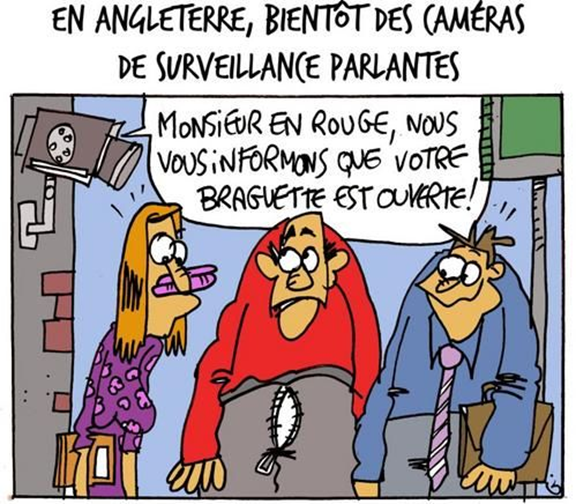 EN ANGLETERRE, BIENTÔT DES CAMÉRAS
DE SURVEILLANCE PARLANTES
MONSIEUR EN ROUGE, NOUS
VOUS INFORMONS QUE VOTRE
BRAGUETTE EST OUVERTE!